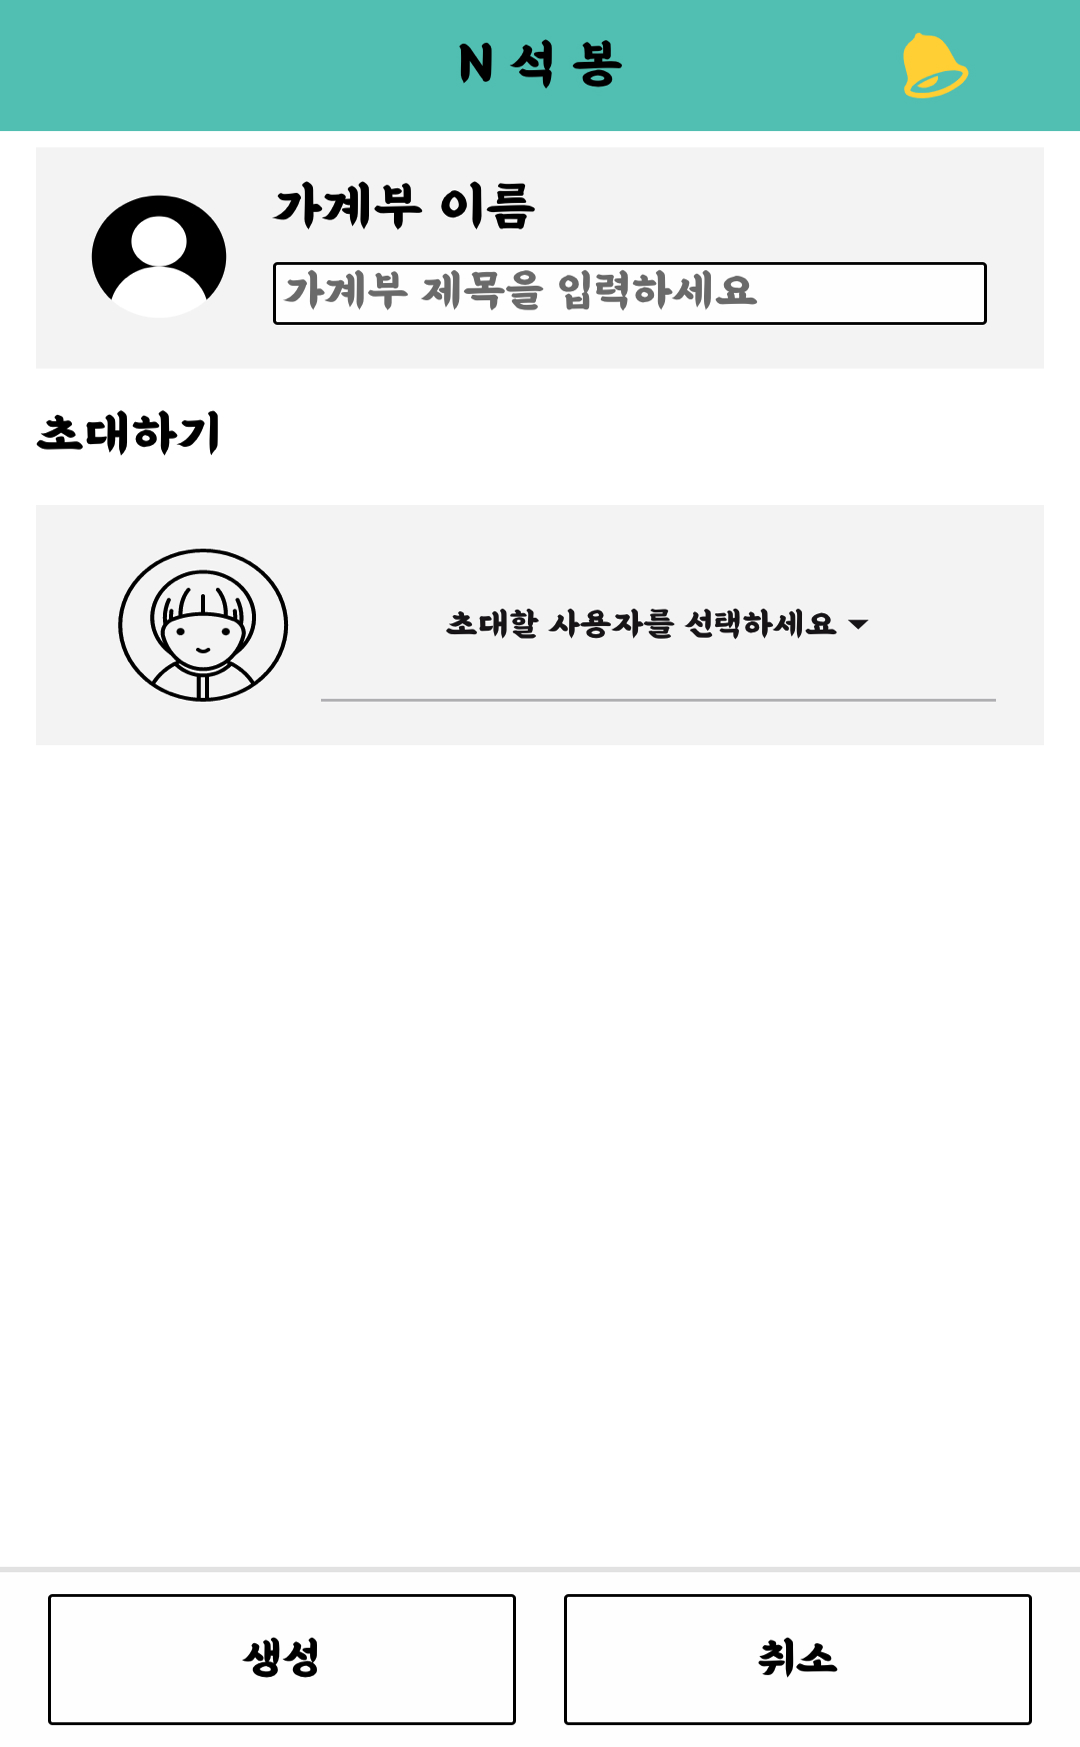 N 석 봉
가계부 이름
가계부 제목을 입력하세요
초대하기
초대할 사용자를 선택하세요
생성
취소